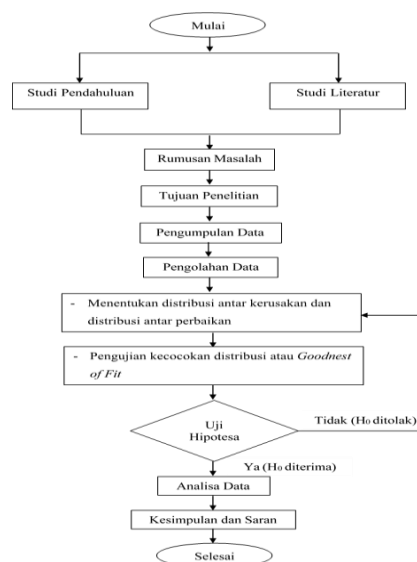 Mulai
Studi Pendahuluan
Studi Literatur
Rumusan Masalah
Tujuan Penelitian
Pengumpulan Data
Pengolahan Data
- Menentukan distribusi antar kerusakan dan
distribusi antar perbaikan
- Pengujian kecocokan distribusi atau Goodnest
of Fit
Uji
Hipotesa
Tidak (H₀ ditolak)
Ya (H₀ diterima)
Analisa Data
Kesimpulan dan Saran
Selesai